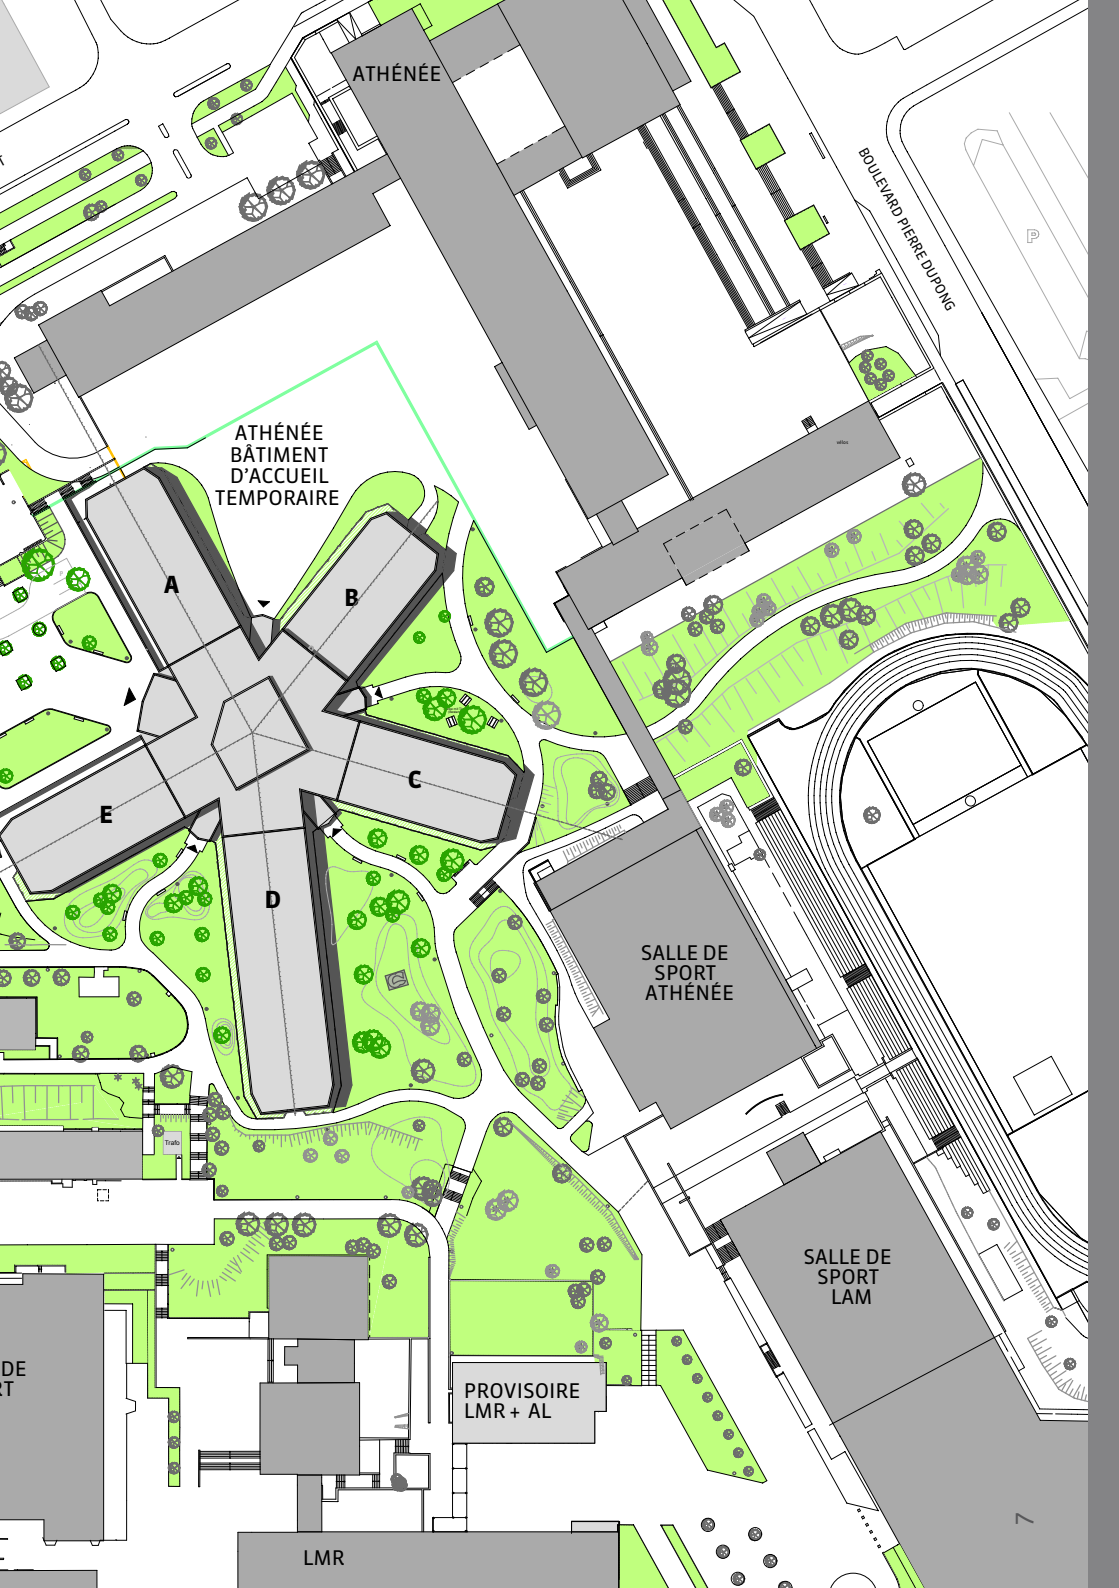 ATHÉNÉE
T
BOULEVARD PIERRE DUPONG
P
ATHÉNÉE
BÂTIMENT
D'ACCUEIL
TEMPORAIRE
A
B
C
E
D
SALLE DE
SPORT
ATHÉNÉE
Trafo
SALLE DE
SPORT
LAM
DE
RT
PROVISOIRE
LMR + AL
LMR
7